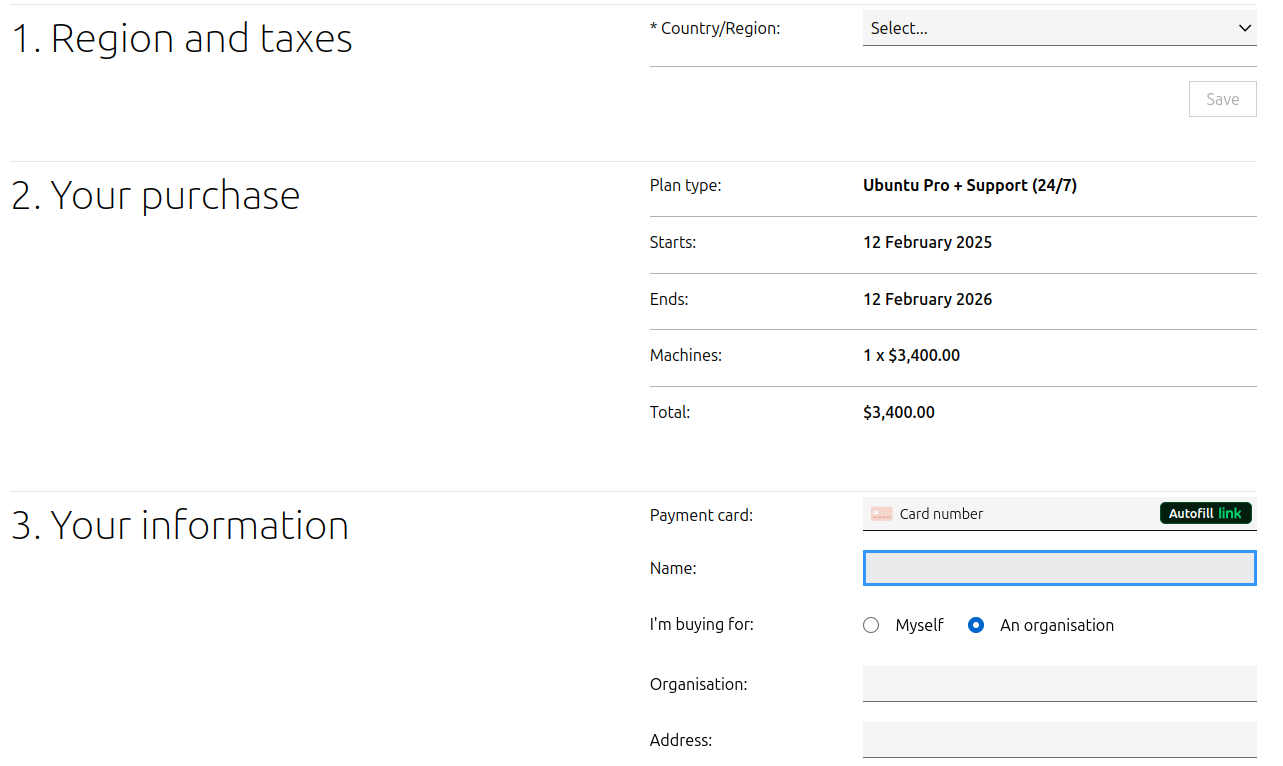 1. Region and taxes
* Country/Region: Select...
Save
2. Your purchase
Plan type: Ubuntu Pro + Support (24/7)
Starts: 12 February 2025
Ends: 12 February 2026
Machines: 1 x $3,400.00
Total: $3,400.00
3. Your information
Payment card: Card number Autofill link
Name:
I'm buying for: Myself An organisation
Organisation:
Address: